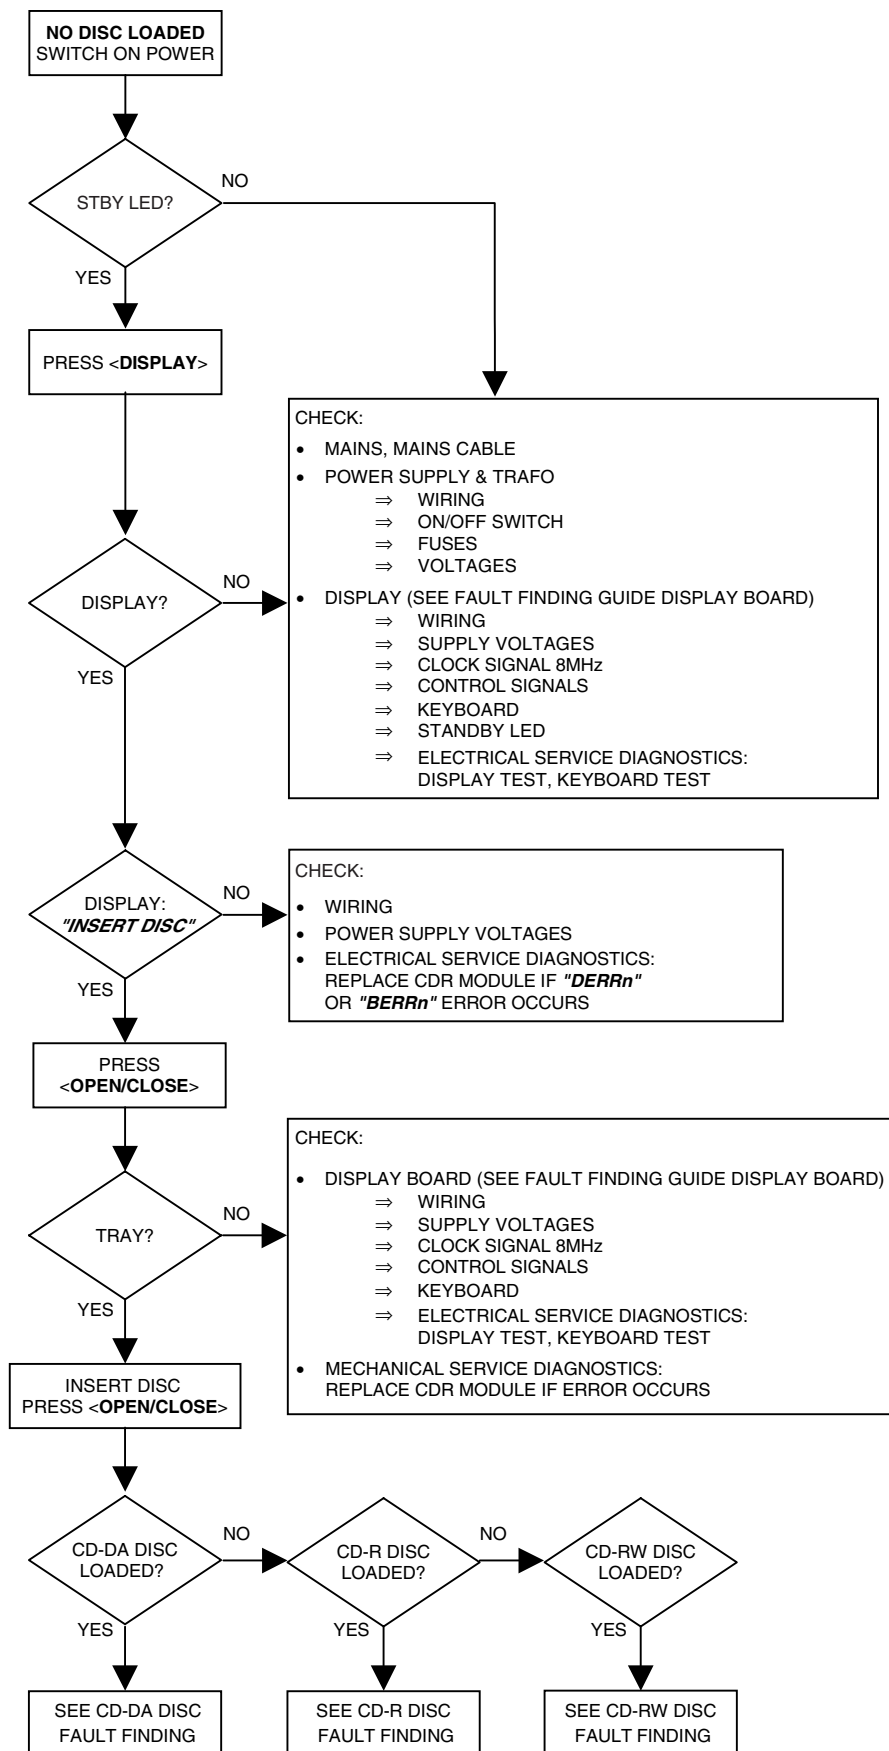 NO DISC LOADED
SWITCH ON POWER
STBY LED?
NO
YES
PRESS <DISPLAY>
CHECK:
• MAINS, MAINS CABLE
• POWER SUPPLY & TRAFO
⇒ WIRING
⇒ ON/OFF SWITCH
⇒ FUSES
⇒ VOLTAGES
• DISPLAY (SEE FAULT FINDING GUIDE DISPLAY BOARD)
⇒ WIRING
⇒ SUPPLY VOLTAGES
⇒ CLOCK SIGNAL 8MHz
⇒ CONTROL SIGNALS
⇒ KEYBOARD
⇒ STANDBY LED
⇒ ELECTRICAL SERVICE DIAGNOSTICS:
DISPLAY TEST, KEYBOARD TEST
DISPLAY?
NO
YES
DISPLAY:
"INSERT DISC"
NO
YES
CHECK:
• WIRING
• POWER SUPPLY VOLTAGES
• ELECTRICAL SERVICE DIAGNOSTICS:
REPLACE CDR MODULE IF "DERRn"
OR "BERRn" ERROR OCCURS
PRESS
<OPEN/CLOSE>
TRAY?
NO
YES
CHECK:
• DISPLAY BOARD (SEE FAULT FINDING GUIDE DISPLAY BOARD)
⇒ WIRING
⇒ SUPPLY VOLTAGES
⇒ CLOCK SIGNAL 8MHz
⇒ CONTROL SIGNALS
⇒ KEYBOARD
⇒ ELECTRICAL SERVICE DIAGNOSTICS:
DISPLAY TEST, KEYBOARD TEST
• MECHANICAL SERVICE DIAGNOSTICS:
REPLACE CDR MODULE IF ERROR OCCURS
INSERT DISC
PRESS <OPEN/CLOSE>
CD-DA DISC
LOADED?
NO
YES
CD-R DISC
LOADED?
NO
YES
CD-RW DISC
LOADED?
YES
SEE CD-DA DISC
FAULT FINDING
SEE CD-R DISC
FAULT FINDING
SEE CD-RW DISC
FAULT FINDING